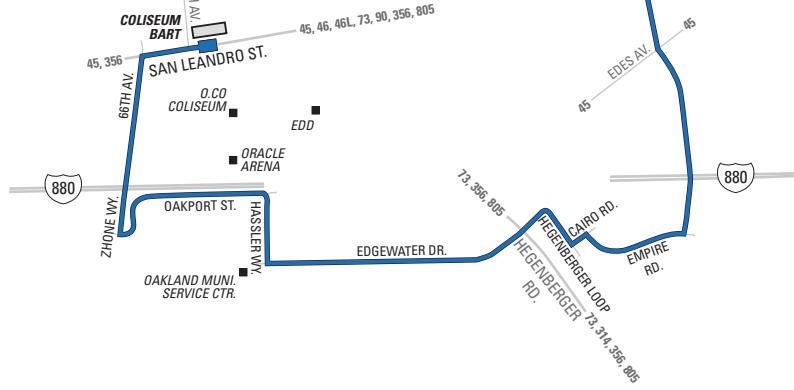 AV.
COLISEUM
BART
45, 46, 46L, 73, 90, 356, 805
45, 356
SAN LEANDRO ST.
66TH AV.
O.CO
COLISEUM
EDD
ORACLE
ARENA
45
EDES AV.
45
880
880
ZHONE WY.
OAKPORT ST.
HASSLER WY.
EDGEWATER DR.
OAKLAND MUNI.
SERVICE CTR.
73, 356, 805
CAIRO RD.
HEGENBERGER LOOP
HEGENBERGER
RD.
EMPIRE
RD.
73, 314, 356, 805